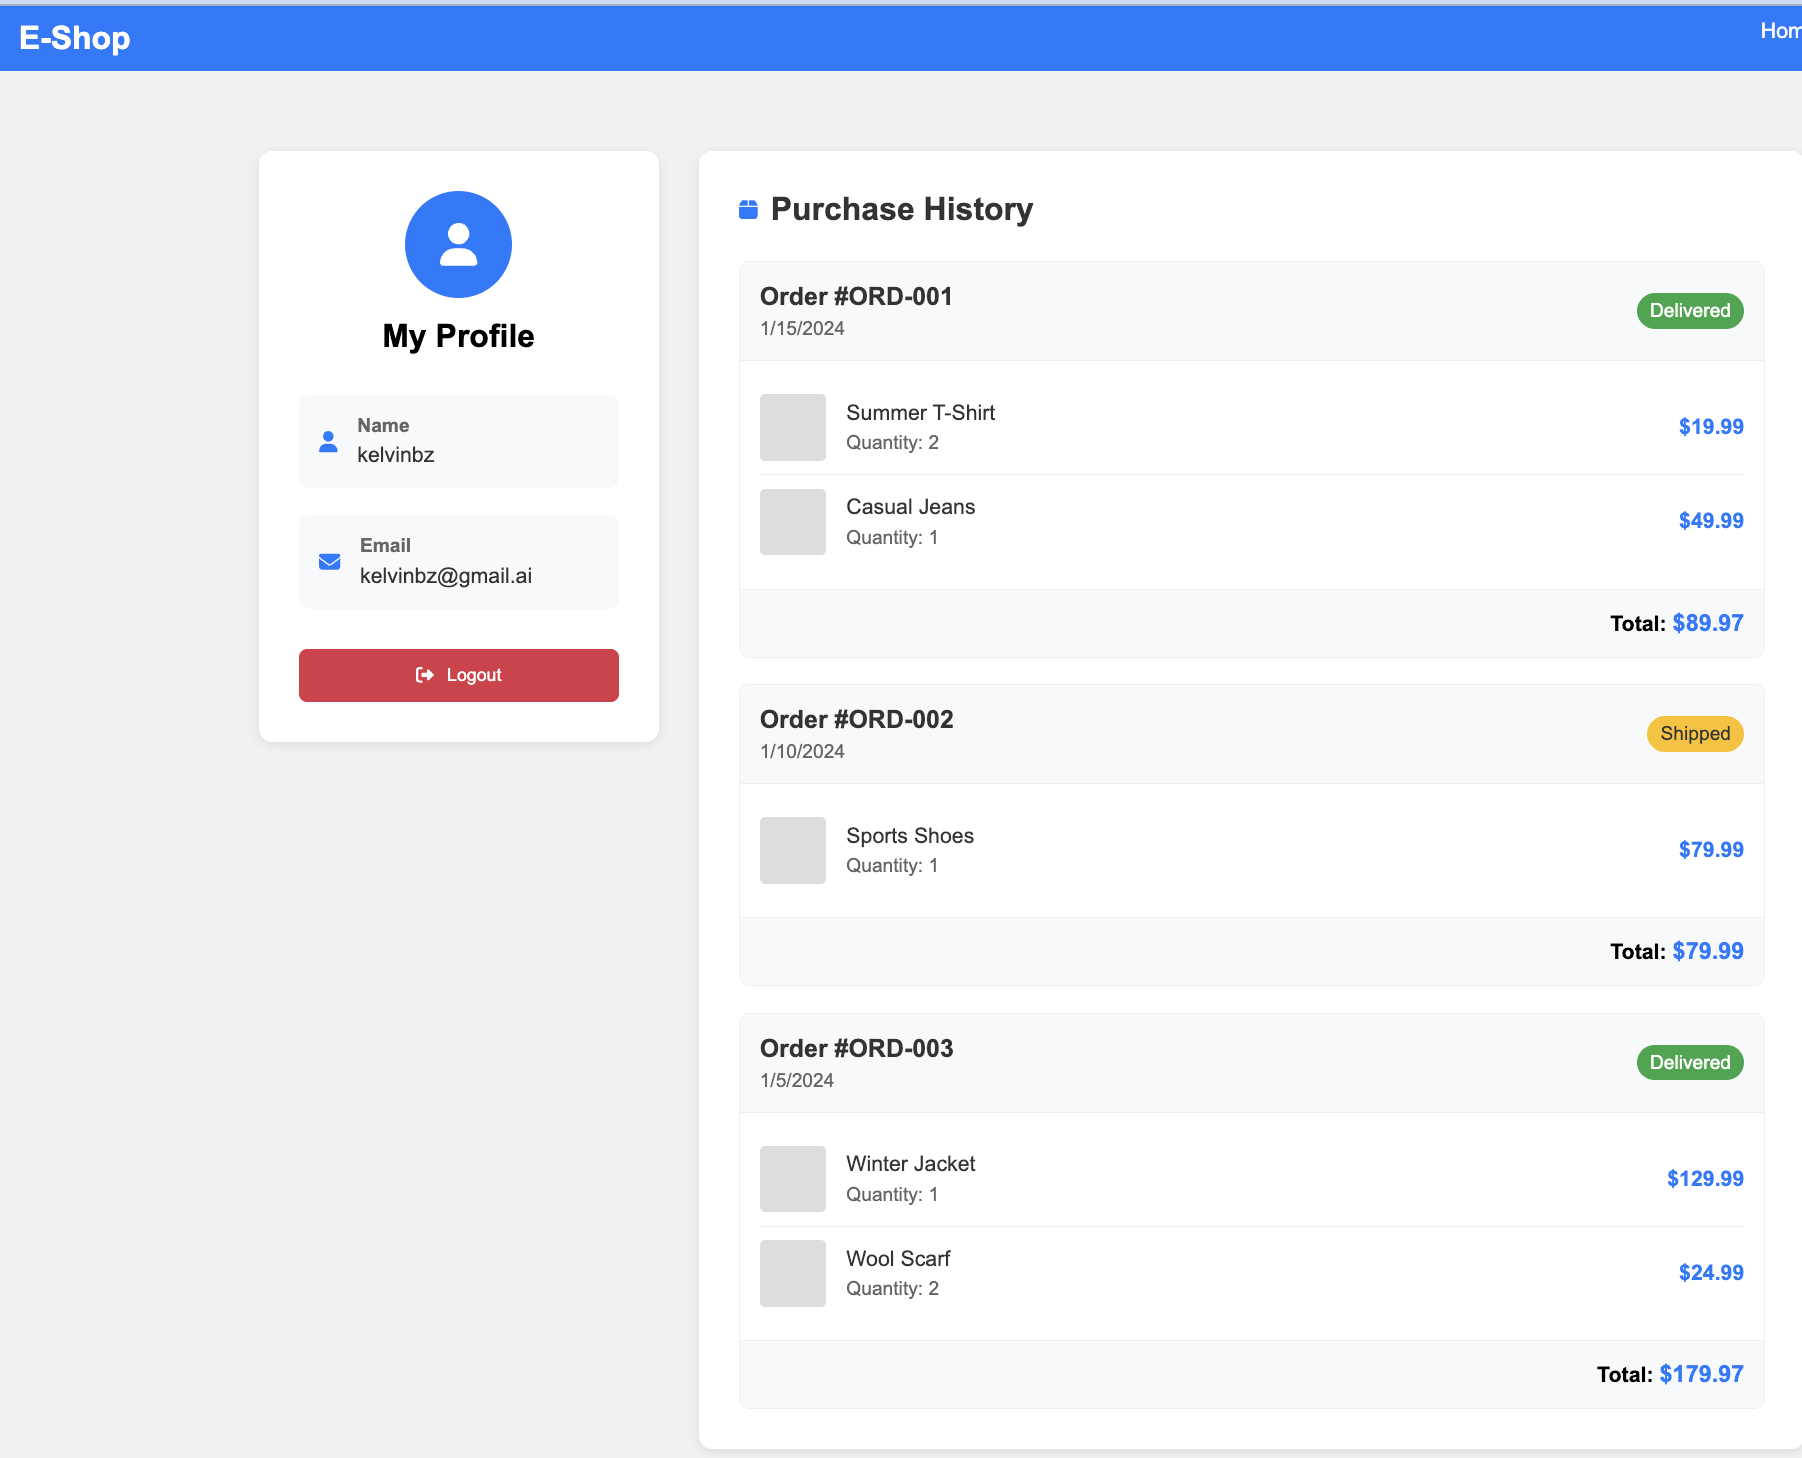 E-Shop
My Profile
Name
kelvinbz
Email
kelvinbz@gmail.ai
Logout
Purchase History
Order #ORD-001
1/15/2024
Delivered
Summer T-Shirt
Quantity: 2
$19.99
Casual Jeans
Quantity: 1
$49.99
Total: $89.97
Order #ORD-002
1/10/2024
Shipped
Sports Shoes
Quantity: 1
$79.99
Total: $79.99
Order #ORD-003
1/5/2024
Delivered
Winter Jacket
Quantity: 1
$129.99
Wool Scarf
Quantity: 2
$24.99
Total: $179.97